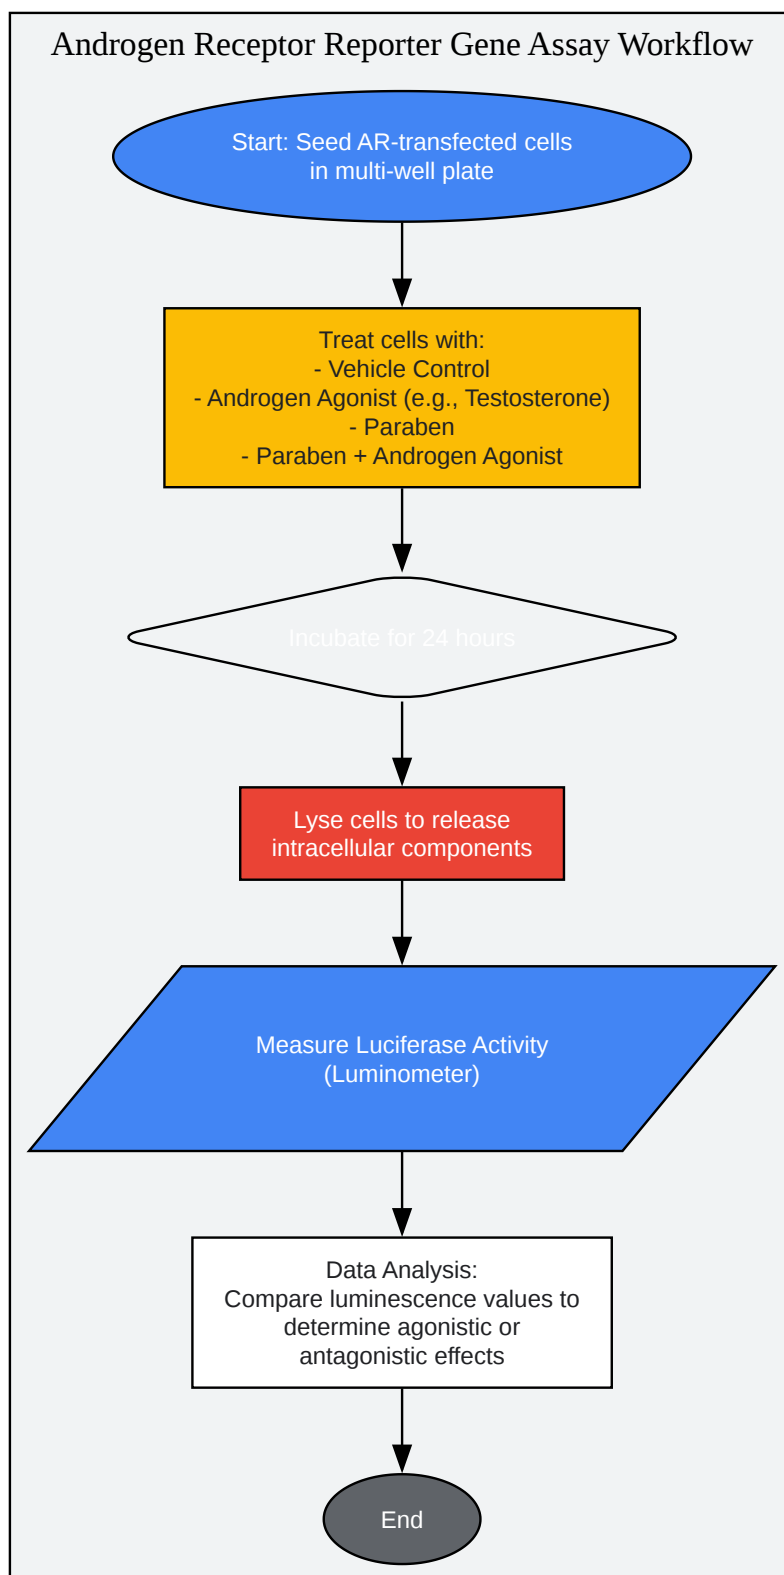 Androgen Receptor Reporter Gene Assay Workflow
Start: Seed AR-transfected cells
in multi-well plate
Treat cells with:
- Vehicle Control
- Androgen Agonist (e.g., Testosterone)
- Paraben
- Paraben + Androgen Agonist
Incubate for 24 hours
Lyse cells to release
intracellular components
Measure Luciferase Activity
(Luminometer)
Data Analysis:
Compare luminescence values to
determine agonistic or
antagonistic effects
End